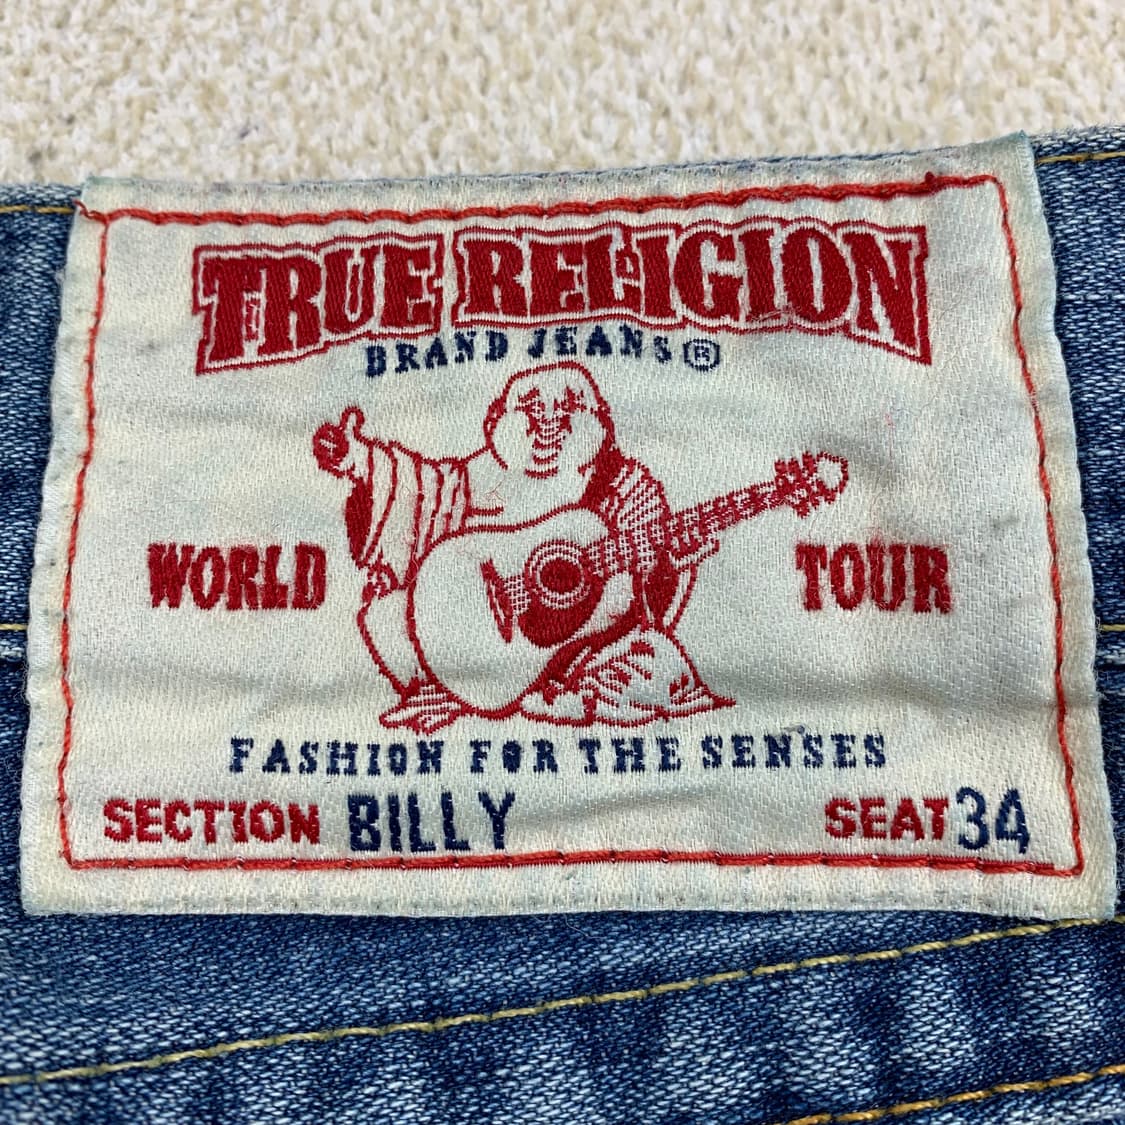 TRUE RELIGION
BRAND JEANS®
WORLD TOUR
FASHION FOR THE SENSES
SECTION BILLY SEAT 34